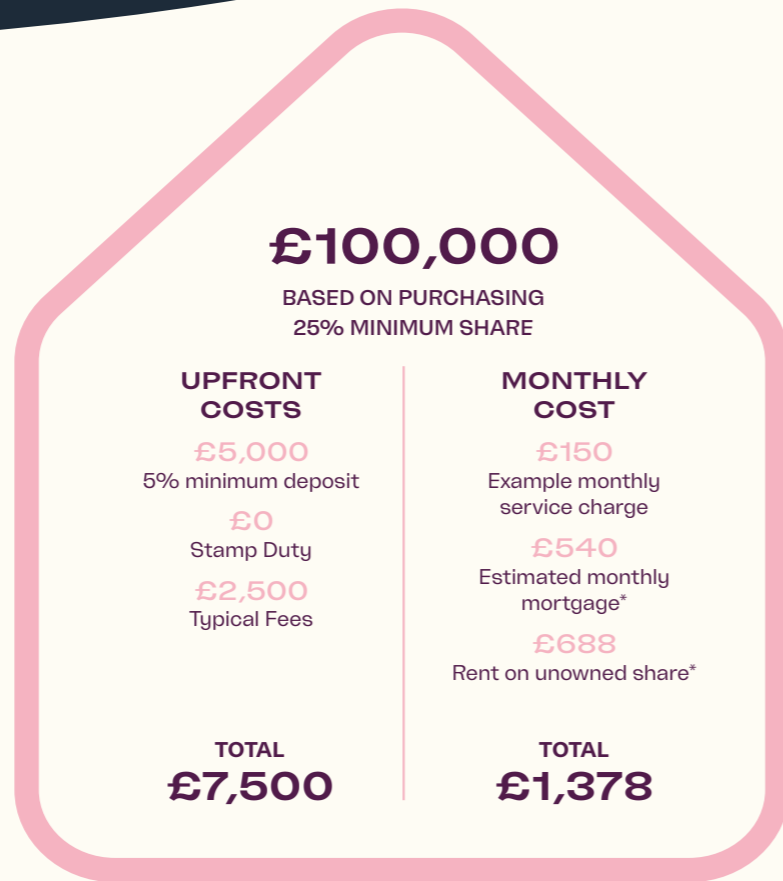 £100,000
BASED ON PURCHASING
25% MINIMUM SHARE
UPFRONT
COSTS
£5,000
5% minimum deposit
£0
Stamp Duty
£2,500
Typical Fees
TOTAL
£7,500
MONTHLY
COST
£150
Example monthly
service charge
£540
Estimated monthly
mortgage*
£688
Rent on unowned share*
TOTAL
£1,378